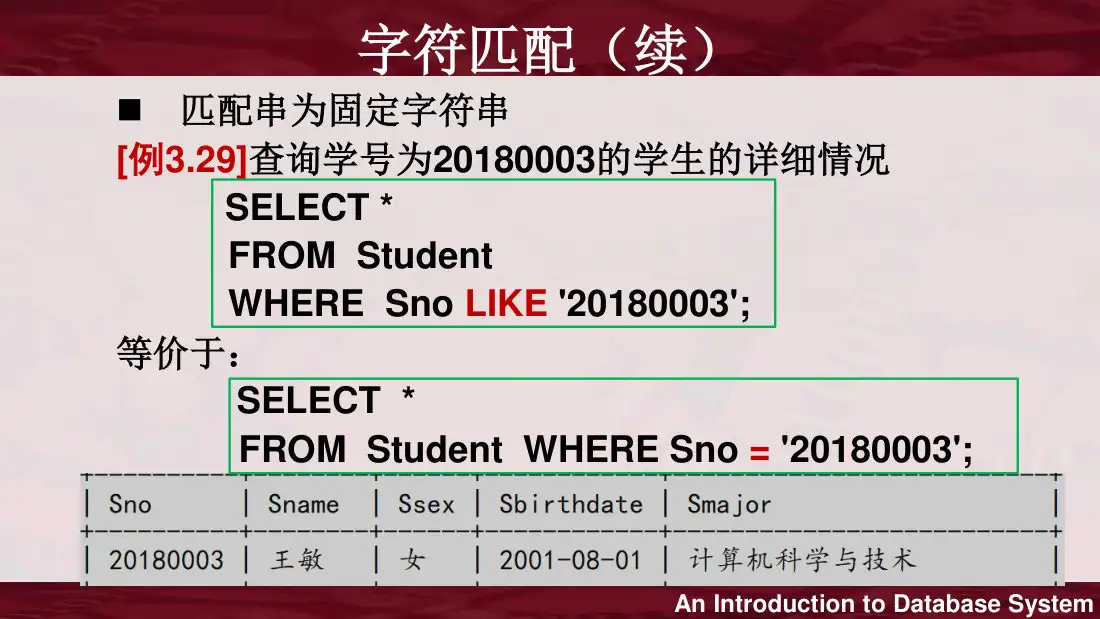 字符匹配（续）
■ 匹配串为固定字符串
[例3.29]查询学号为20180003的学生的详细情况
SELECT *
FROM Student
WHERE Sno LIKE '20180003';
等价于：
SELECT *
FROM Student WHERE Sno = '20180003';
| Sno | Sname | Ssex | Sbirthdate | Smajor |
| 20180003 | 王敏 | 女 | 2001-08-01 | 计算机科学与技术 |
An Introduction to Database System